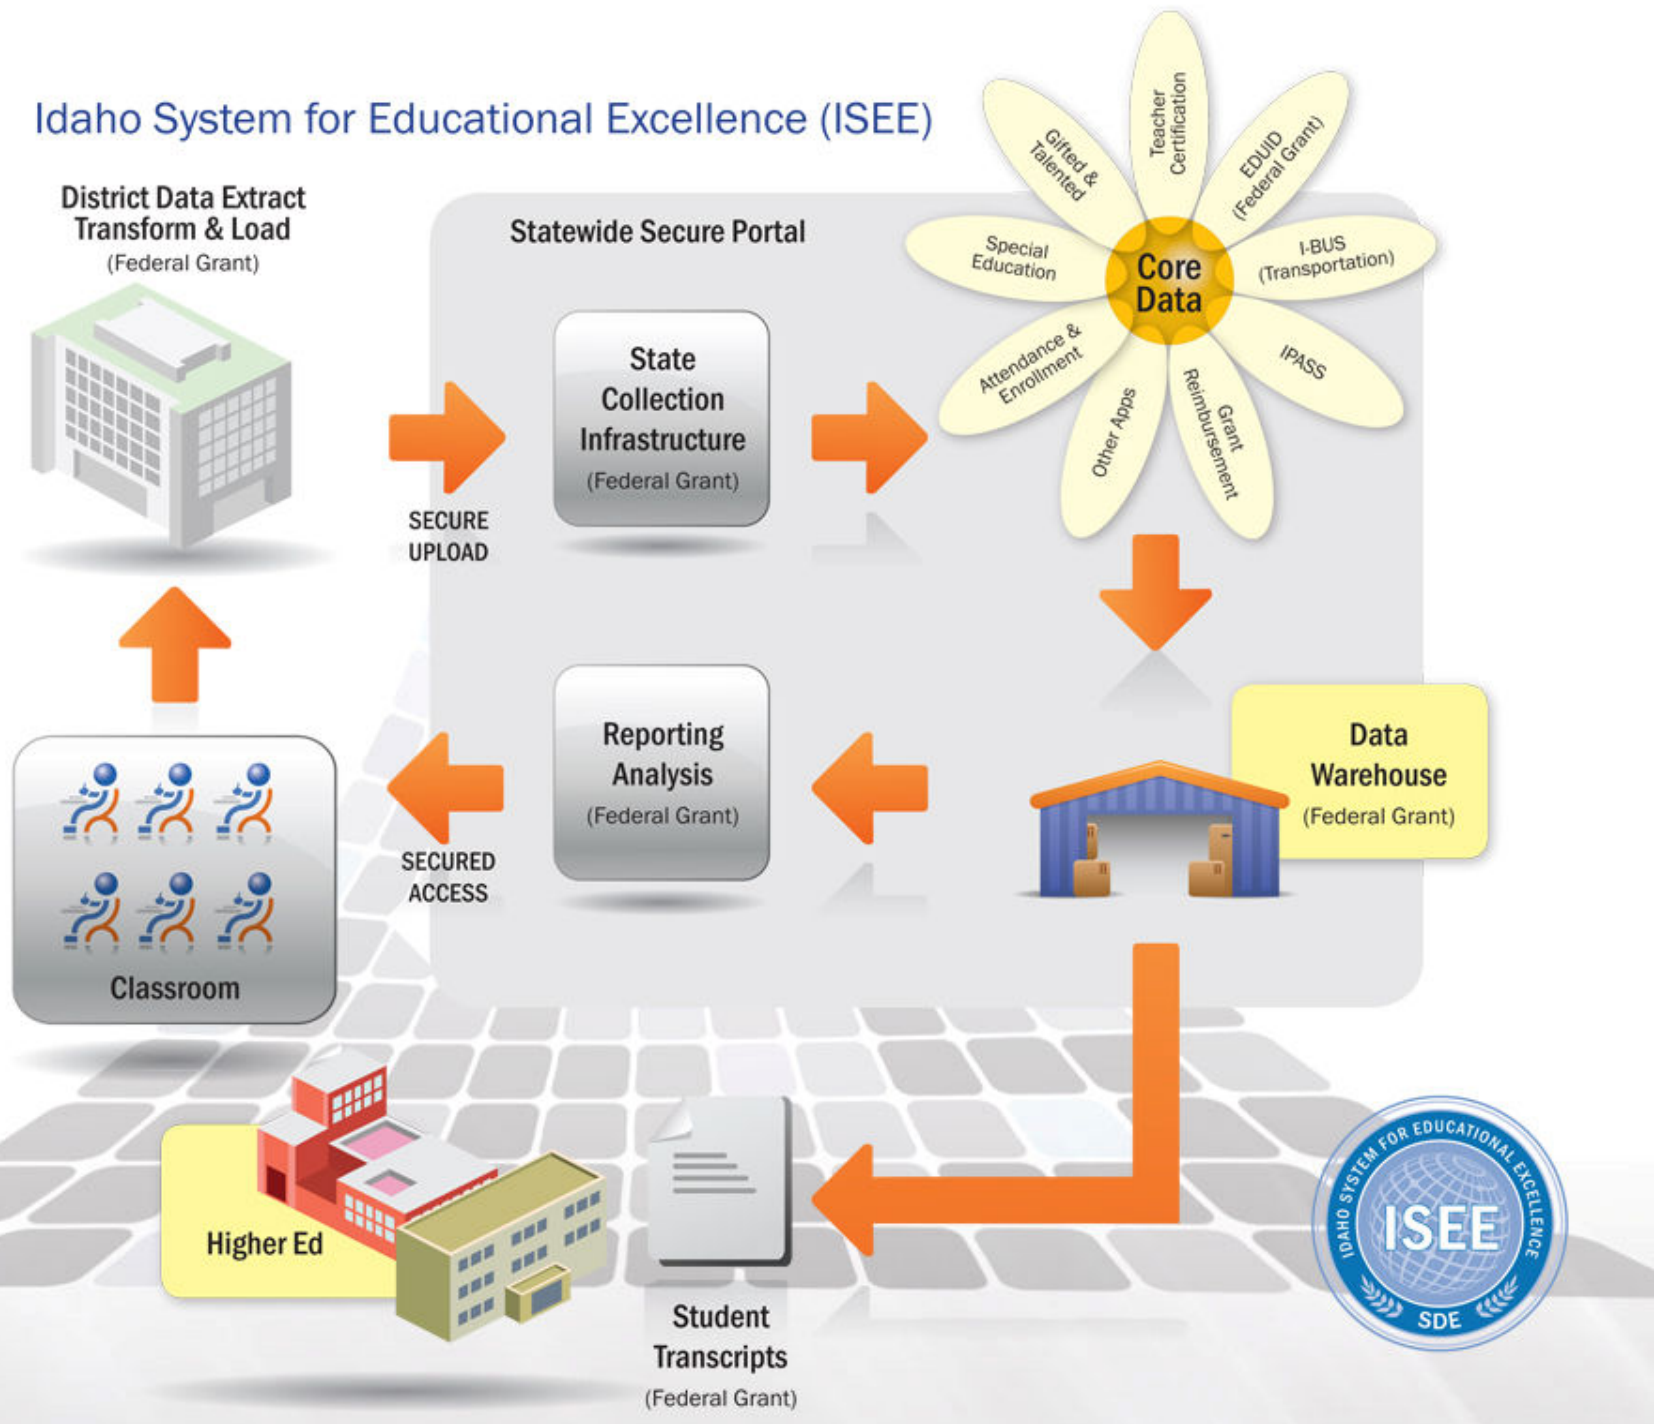 Idaho System for Educational Excellence (ISEE)
District Data Extract
Transform & Load
(Federal Grant)
Statewide Secure Portal
State
Collection
Infrastructure
(Federal Grant)
SECURE
UPLOAD
Core
Data
Teacher
Certification
EDUID
(Federal Grant)
I-BUS
(Transportation)
IPASS
Grant
Reimbursement
Other Apps
Attendance &
Enrollment
Special
Education
Gifted &
Talented
Data
Warehouse
(Federal Grant)
Reporting
Analysis
(Federal Grant)
SECURED
ACCESS
Classroom
Higher Ed
Student
Transcripts
(Federal Grant)
IDAHO SYSTEM FOR EDUCATIONAL EXCELLENCE
ISEE
SDE